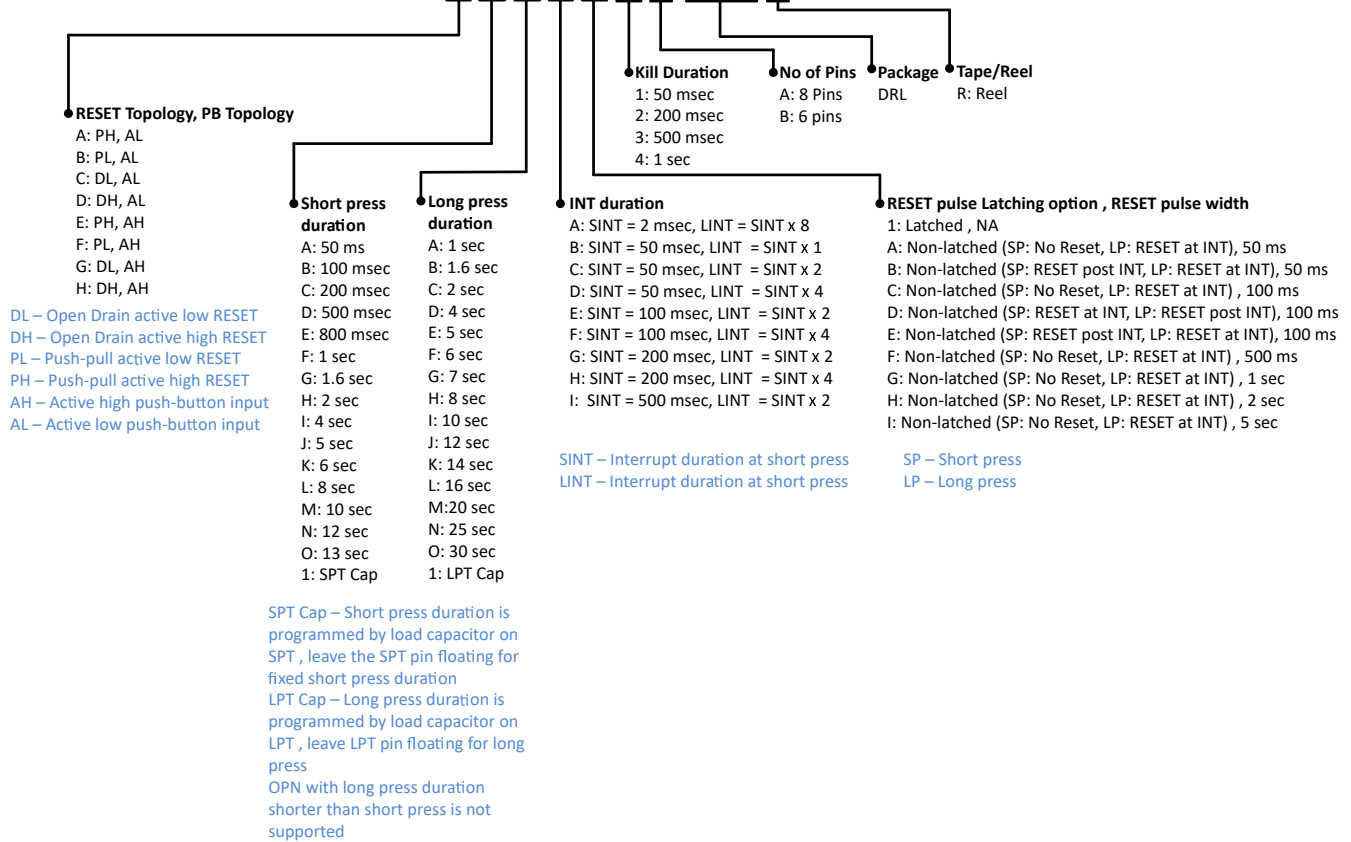 Kill Duration
1: 50 msec
2: 200 msec
3: 500 msec
4: 1 sec
No of Pins
A: 8 Pins
B: 6 pins
Package
DRL
Tape/Reel
R: Reel
RESET Topology, PB Topology
A: PH, AL
B: PL, AL
C: DL, AL
D: DH, AL
E: PH, AH
F: PL, AH
G: DL, AH
H: DH, AH
DL – Open Drain active low RESET
DH – Open Drain active high RESET
PL – Push-pull active low RESET
PH – Push-pull active high RESET
AH – Active high push-button input
AL – Active low push-button input
Short press
duration
A: 50 ms
B: 100 msec
C: 200 msec
D: 500 msec
E: 800 msec
F: 1 sec
G: 1.6 sec
H: 2 sec
I: 4 sec
J: 5 sec
K: 6 sec
L: 8 sec
M: 10 sec
N: 12 sec
O: 13 sec
1: SPT Cap
Long press
duration
A: 1 sec
B: 1.6 sec
C: 2 sec
D: 4 sec
E: 5 sec
F: 6 sec
G: 7 sec
H: 8 sec
I: 10 sec
J: 12 sec
K: 14 sec
L: 16 sec
M:20 sec
N: 25 sec
O: 30 sec
1: LPT Cap
SPT Cap – Short press duration is
programmed by load capacitor on
SPT , leave the SPT pin floating for
fixed short press duration
LPT Cap – Long press duration is
programmed by load capacitor on
LPT , leave LPT pin floating for long
press
OPN with long press duration
shorter than short press is not
supported
INT duration
A: SINT = 2 msec, LINT = SINT x 8
B: SINT = 50 msec, LINT = SINT x 1
C: SINT = 50 msec, LINT = SINT x 2
D: SINT = 50 msec, LINT = SINT x 4
E: SINT = 100 msec, LINT = SINT x 2
F: SINT = 100 msec, LINT = SINT x 4
G: SINT = 200 msec, LINT = SINT x 2
H: SINT = 200 msec, LINT = SINT x 4
I: SINT = 500 msec, LINT = SINT x 2
SINT – Interrupt duration at short press
LINT – Interrupt duration at short press
RESET pulse Latching option , RESET pulse width
1: Latched , NA
A: Non-latched (SP: No Reset, LP: RESET at INT), 50 ms
B: Non-latched (SP: RESET post INT, LP: RESET at INT), 50 ms
C: Non-latched (SP: No Reset, LP: RESET at INT) , 100 ms
D: Non-latched (SP: RESET at INT, LP: RESET post INT), 100 ms
E: Non-latched (SP: RESET post INT, LP: RESET at INT), 100 ms
F: Non-latched (SP: No Reset, LP: RESET at INT) , 500 ms
G: Non-latched (SP: No Reset, LP: RESET at INT) , 1 sec
H: Non-latched (SP: No Reset, LP: RESET at INT) , 2 sec
I: Non-latched (SP: No Reset, LP: RESET at INT) , 5 sec
SP – Short press
LP – Long press